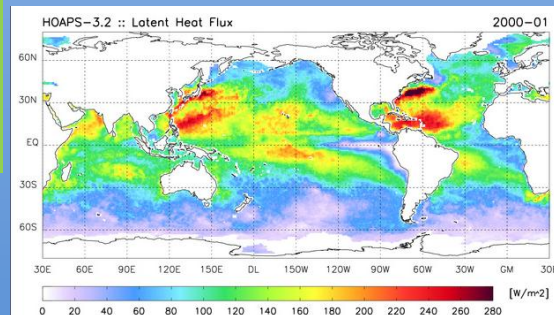 HOAPS-3.2 :: Latent Heat Flux 2000-01
60N
30N
EQ
30S
60S
30E 60E 90E 120E 150E DL 150W 120W 90W 60W 30W GM 30E
[W/m^2]
0 20 40 60 80 100 120 140 160 180 200 220 240 260 280